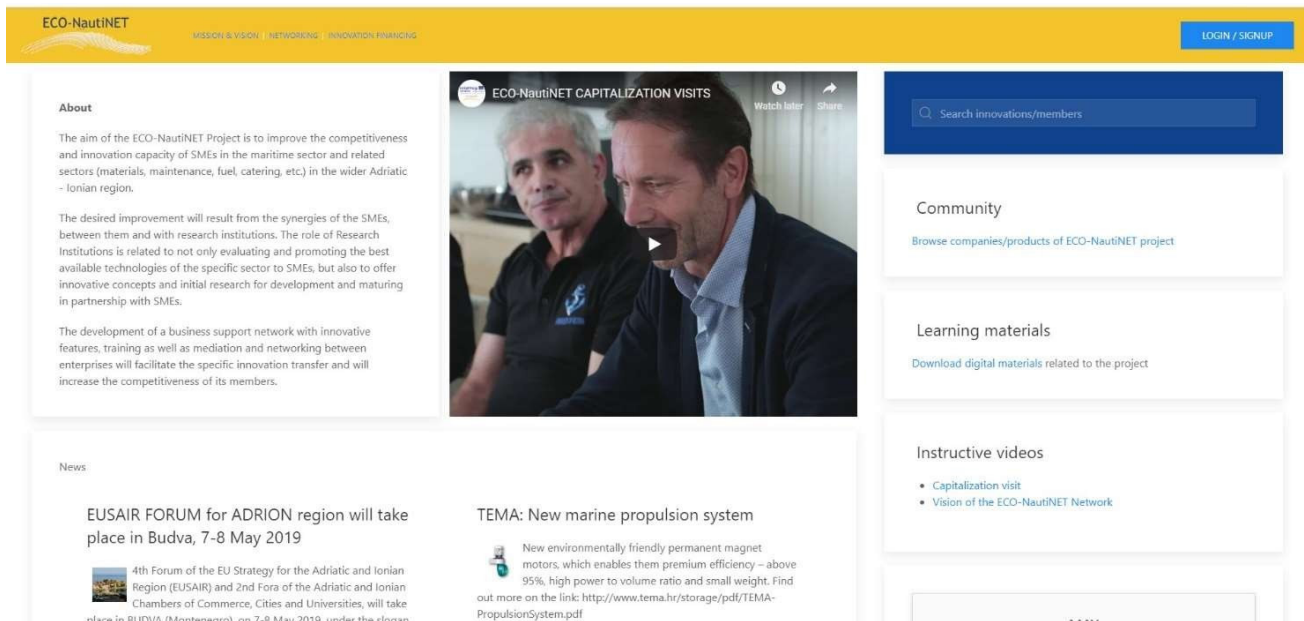 ECO-NautiNET
MISSION & VISION | NETWORKING | INNOVATION FINANCING
LOGIN / SIGNUP
About
The aim of the ECO-NautiNET Project is to improve the competitiveness
and innovation capacity of SMEs in the maritime sector and related
sectors (materials, maintenance, fuel, catering, etc.) in the wider Adriatic
- Ionian region.
The desired improvement will result from the synergies of the SMEs,
between them and with research institutions. The role of Research
Institutions is related to not only evaluating and promoting the best
available technologies of the specific sector to SMEs, but also to offer
innovative concepts and initial research for development and maturing
in partnership with SMEs.
The development of a business support network with innovative
features, training as well as mediation and networking between
enterprises will facilitate the specific innovation transfer and will
increase the competitiveness of its members.
ECO-NautiNET CAPITALIZATION VISITS
Watch later
Share
Search innovations/members
Community
Browse companies/products of ECO-NautiNET project
Learning materials
Download digital materials related to the project
Instructive videos
• Capitalization visit
• Vision of the ECO-NautiNET Network
News
EUSAIR FORUM for ADRION region will take
place in Budva, 7-8 May 2019
4th Forum of the EU Strategy for the Adriatic and Ionian
Region (EUSAIR) and 2nd Fora of the Adriatic and Ionian
Chambers of Commerce, Cities and Universities, will take
place in BUDVA (Montenegro), on 7-8 May 2019, under the slogan
TEMA: New marine propulsion system
New environmentally friendly permanent magnet
motors, which enables them premium efficiency – above
95%, high power to volume ratio and small weight. Find
out more on the link: http://www.tema.hr/storage/pdf/TEMA-
PropulsionSystem.pdf